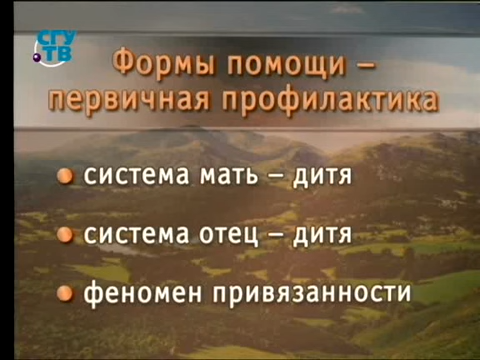 СГУ
ТВ
Формы помощи –
первичная профилактика
система мать – дитя
система отец – дитя
феномен привязанности